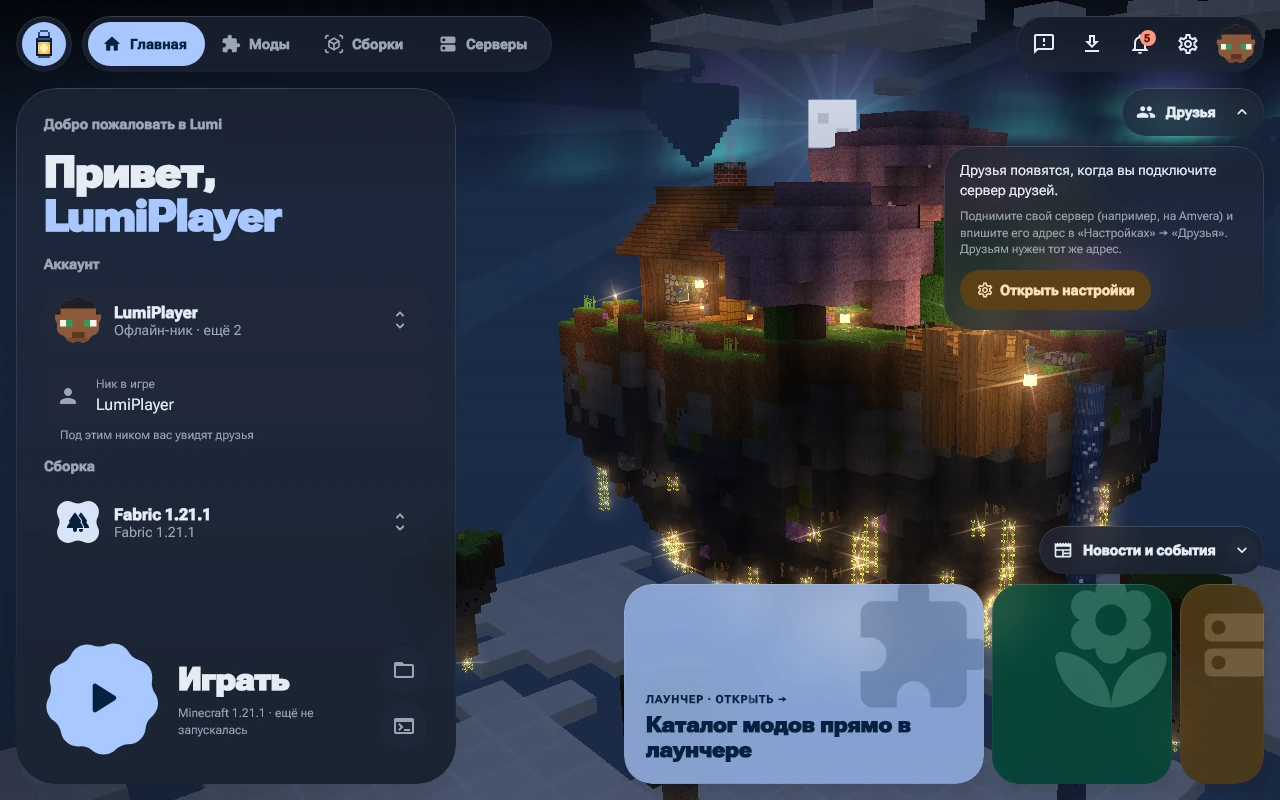 Главная
Моды
Сборки
Серверы
5
Добро пожаловать в Lumi
Привет,
LumiPlayer
Аккаунт
LumiPlayer
Офлайн-ник · ещё 2
Ник в игре
LumiPlayer
Под этим ником вас увидят друзья
Сборка
Fabric 1.21.1
Fabric 1.21.1
Играть
Minecraft 1.21.1 · ещё не
запускалась
Друзья
Друзья появятся, когда вы подключите
сервер друзей.
Поднимите свой сервер (например, на Amvera) и
впишите его адрес в «Настройках» → «Друзья».
Друзьям нужен тот же адрес.
Открыть настройки
Новости и события
ЛАУНЧЕР · ОТКРЫТЬ →
Каталог модов прямо в
лаунчере